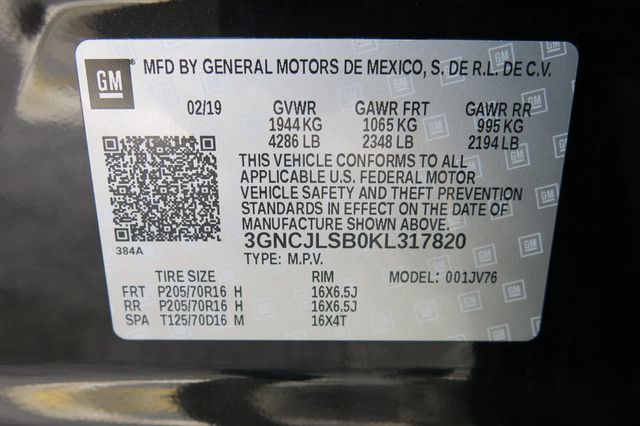 GM MFD BY GENERAL MOTORS DE MEXICO, S. DE R.L. DE C.V.
02/19 GVWR GAWR FRT GAWR RR
1944 KG 1065 KG 995 KG
4286 LB 2348 LB 2194 LB
THIS VEHICLE CONFORMS TO ALL
APPLICABLE U.S. FEDERAL MOTOR
VEHICLE SAFETY AND THEFT PREVENTION
STANDARDS IN EFFECT ON THE DATE OF
MANUFACTURE SHOWN ABOVE.
384A 3GNCJLSB0KL317820
TYPE: M.P.V.
TIRE SIZE RIM MODEL: 001JV76
FRT P205/70R16 H 16X6.5J
RR P205/70R16 H 16X6.5J
SPA T125/70D16 M 16X4T